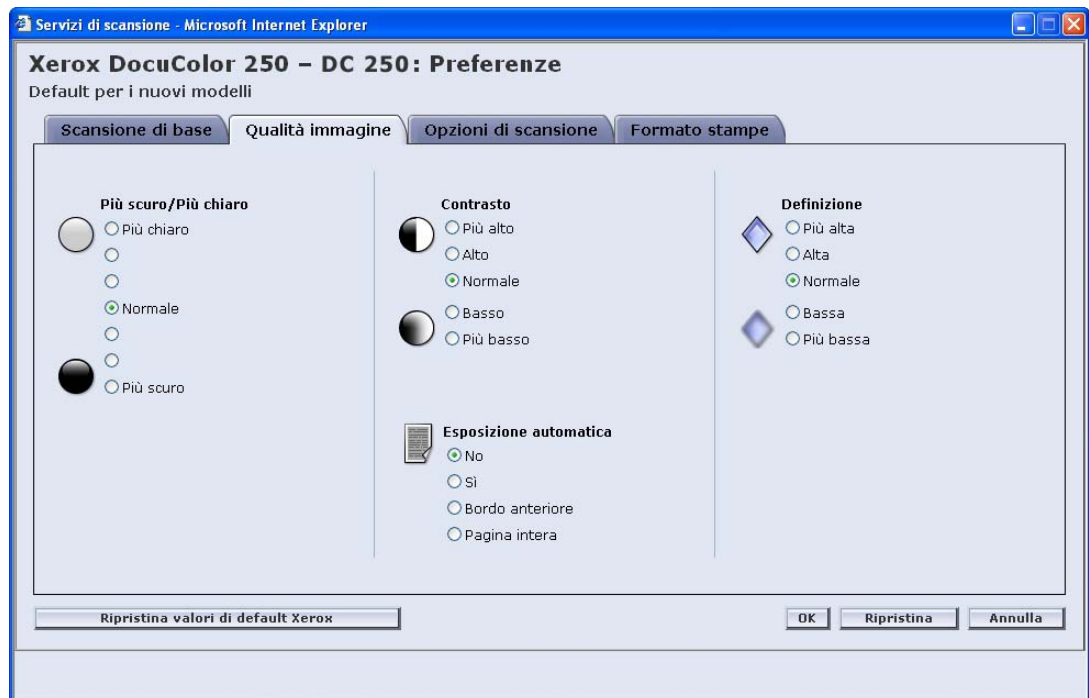 Servizi di scansione - Microsoft Internet Explorer
Xerox DocuColor 250 – DC 250: Preferenze
Default per i nuovi modelli
Scansione di base
Qualità immagine
Opzioni di scansione
Formato stampe
Più scuro/Più chiaro
Più chiaro
Normale
Più scuro
Contrasto
Più alto
Alto
Normale
Basso
Più basso
Esposizione automatica
No
Sì
Bordo anteriore
Pagina intera
Definizione
Più alta
Alta
Normale
Bassa
Più bassa
Ripristina valori di default Xerox
OK
Ripristina
Annulla